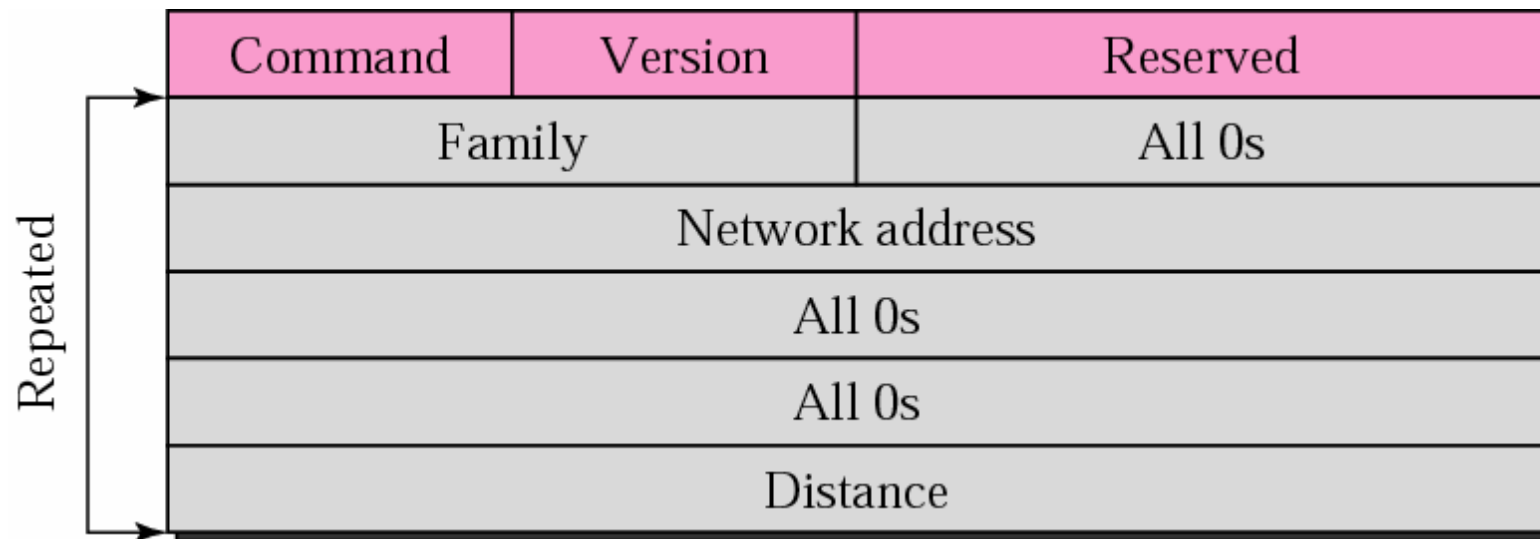 Command Version Reserved
Family All 0s
Network address
All 0s
All 0s
Distance
Repeated